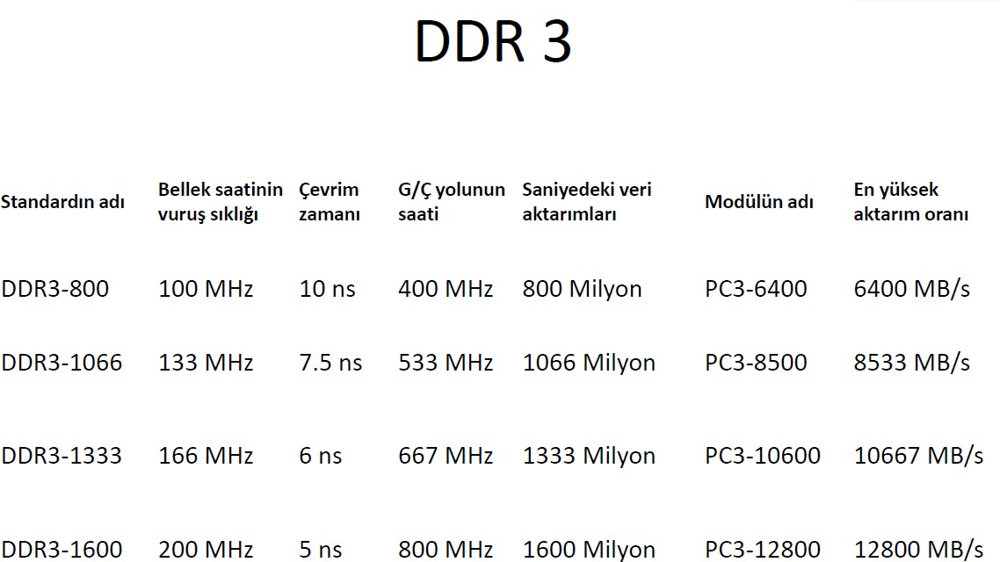 DDR 3
Standardın adı Bellek saatinin vuruş sıklığı Çevrim zamanı G/Ç yolunun saati Saniyedeki veri aktarımları Modülün adı En yüksek aktarım oranı
DDR3-800 100 MHz 10 ns 400 MHz 800 Milyon PC3-6400 6400 MB/s
DDR3-1066 133 MHz 7.5 ns 533 MHz 1066 Milyon PC3-8500 8533 MB/s
DDR3-1333 166 MHz 6 ns 667 MHz 1333 Milyon PC3-10600 10667 MB/s
DDR3-1600 200 MHz 5 ns 800 MHz 1600 Milyon PC3-12800 12800 MB/s